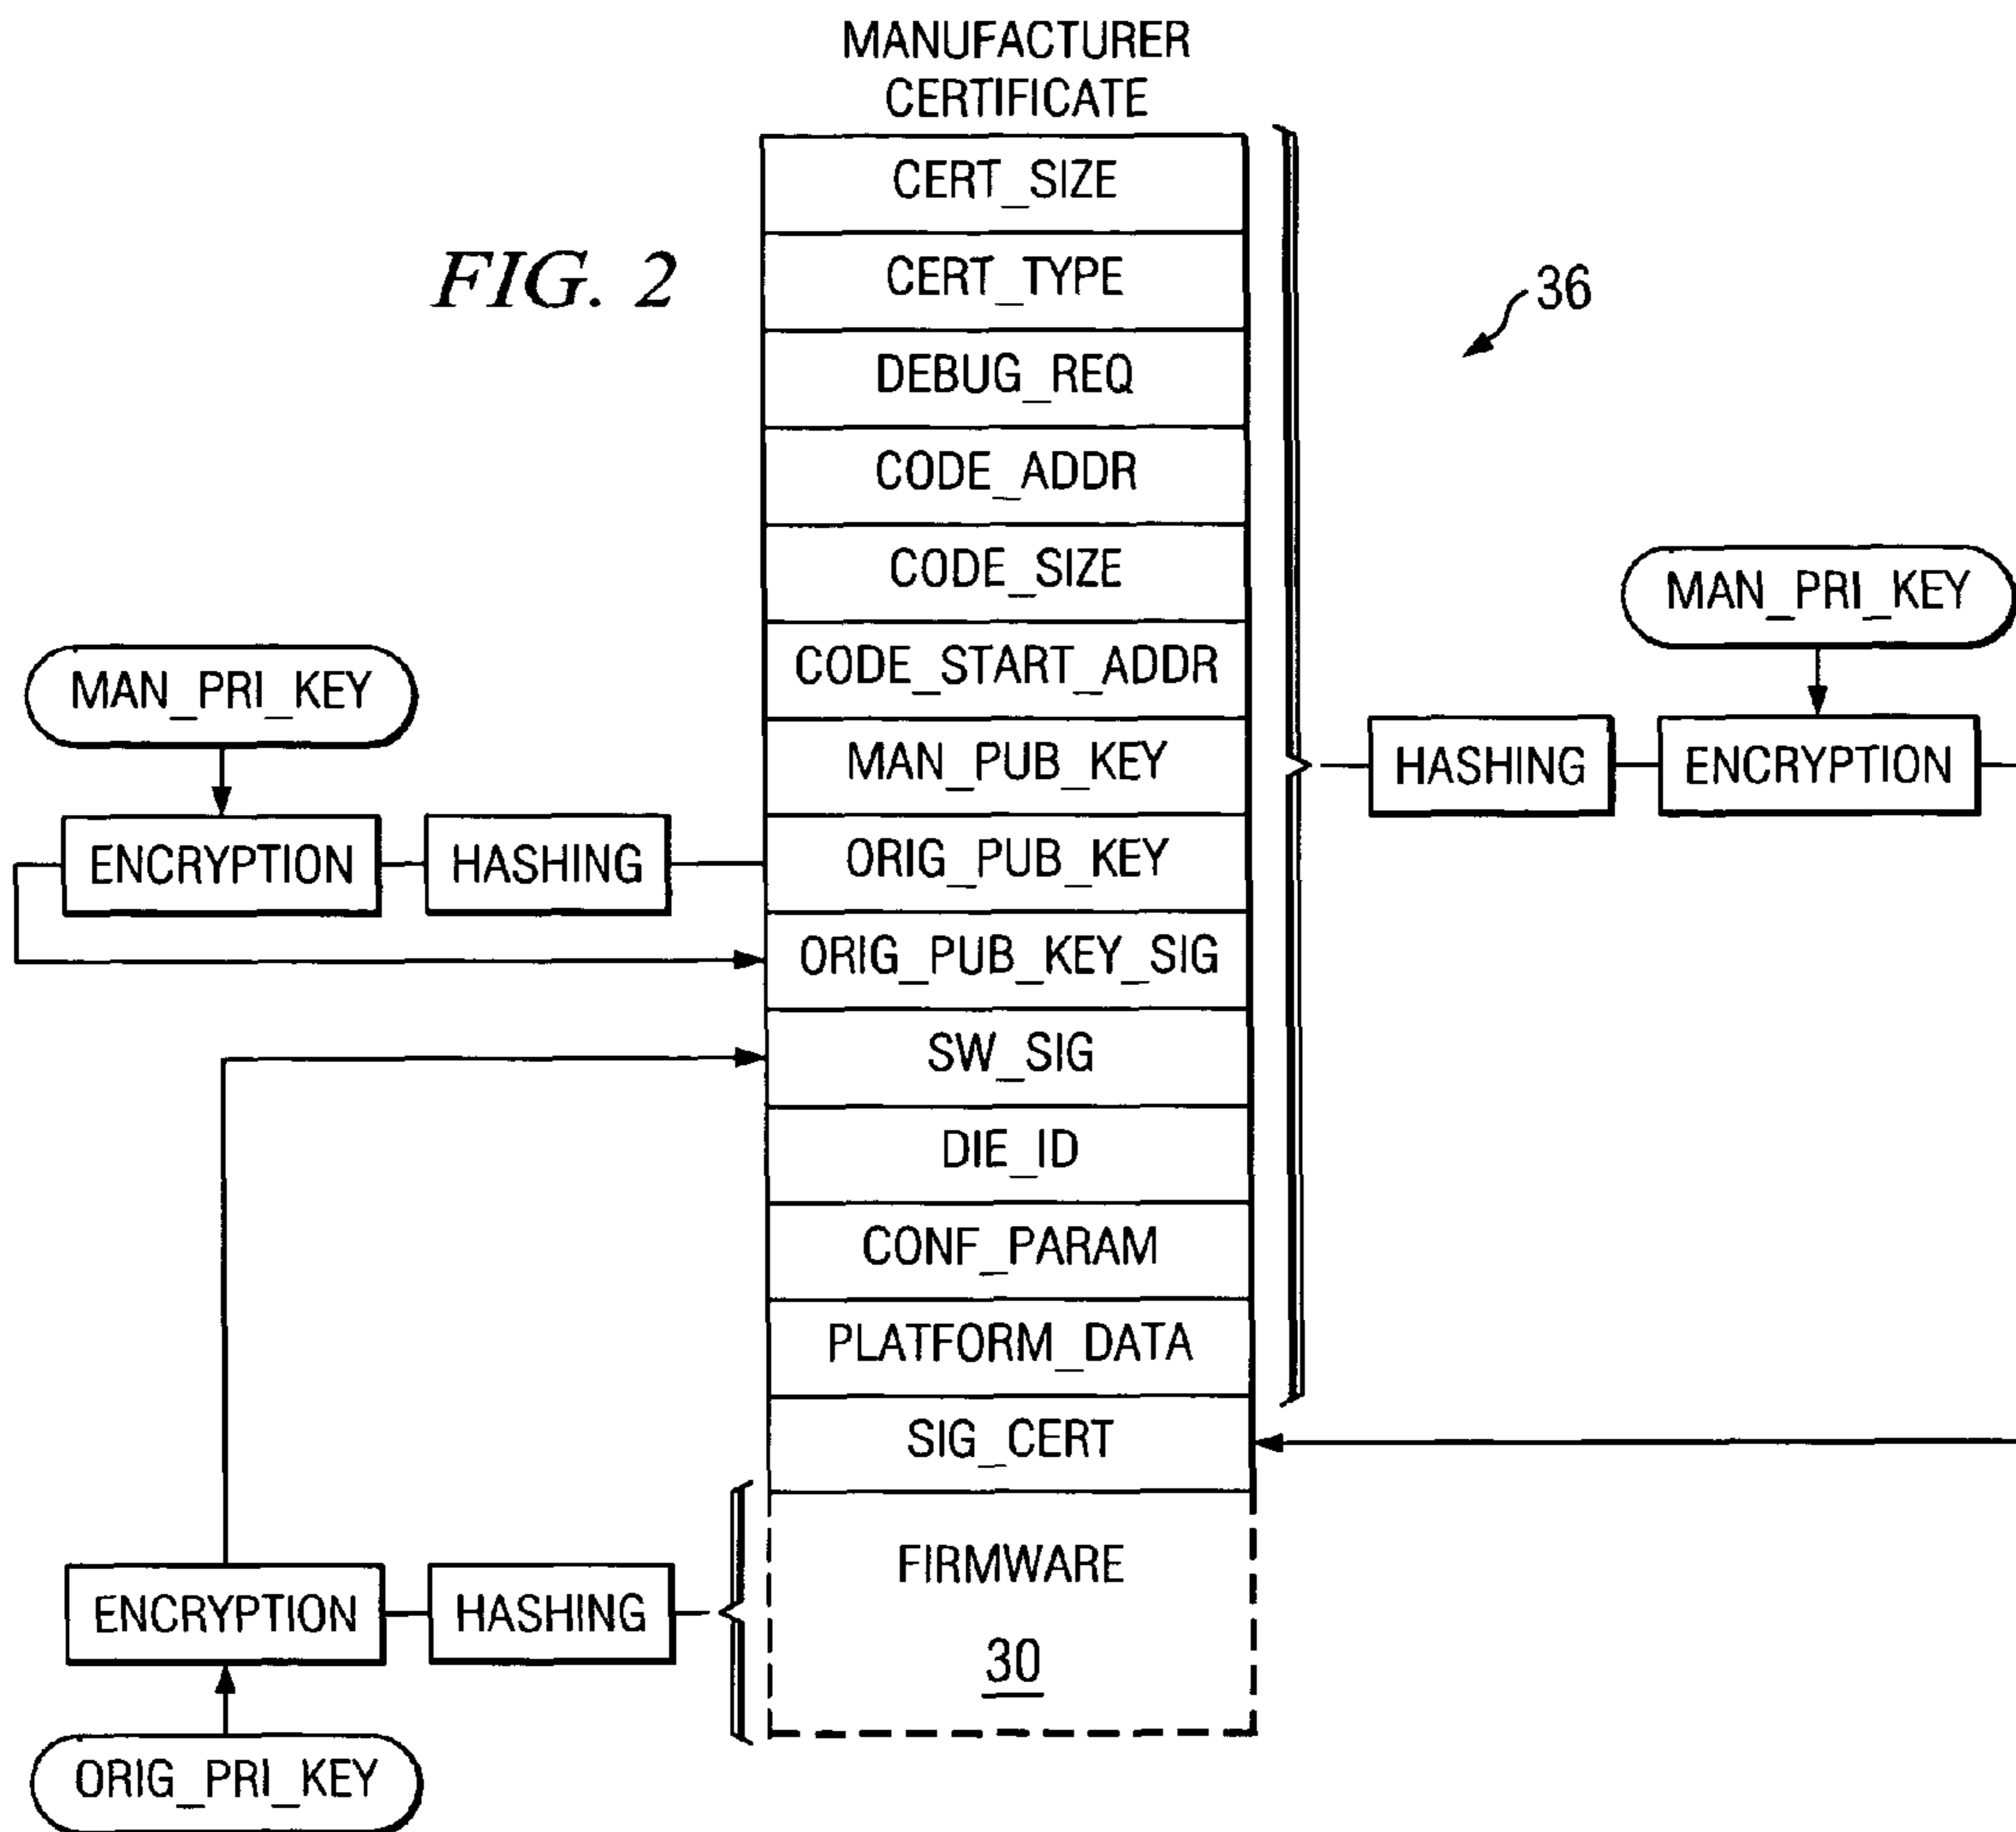 MANUFACTURER
CERTIFICATE
CERT_SIZE
FIG. 2
CERT_TYPE
36
DEBUG_REQ
CODE_ADDR
CODE_SIZE
MAN_PRI_KEY
CODE_START_ADDR
MAN_PRI_KEY
MAN_PUB_KEY
HASHING
ENCRYPTION
ENCRYPTION
HASHING
ORIG_PUB_KEY
ORIG_PUB_KEY_SIG
SW_SIG
DIE_ID
CONF_PARAM
PLATFORM_DATA
SIG_CERT
FIRMWARE
ENCRYPTION
HASHING
30
ORIG_PRI_KEY